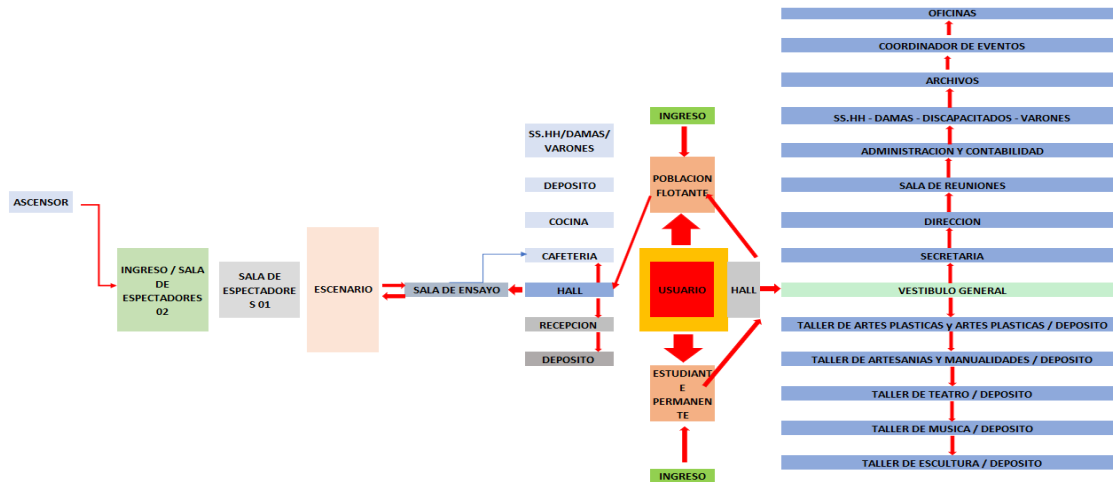 OFICINAS
COORDINADOR DE EVENTOS
ARCHIVOS
SS.HH - DAMAS - DISCAPACITADOS - VARONES
ADMINISTRACION Y CONTABILIDAD
SALA DE REUNIONES
DIRECCION
SECRETARIA
VESTIBULO GENERAL
TALLER DE ARTES PLASTICAS y ARTES PLASTICAS / DEPOSITO
TALLER DE ARTESANIAS Y MANUALIDADES / DEPOSITO
TALLER DE TEATRO / DEPOSITO
TALLER DE MUSICA / DEPOSITO
TALLER DE ESCULTURA / DEPOSITO
INGRESO
POBLACION
FLOTANTE
USUARIO
HALL
ESTUDIANT
E
PERMANE
NTE
INGRESO
SS.HH/DAMAS/
VARONES
DEPOSITO
COCINA
CAFETERIA
HALL
RECEPCION
DEPOSITO
SALA DE ENSAYO
ESCENARIO
SALA DE
ESPECTADORE
S 01
INGRESO / SALA
DE
ESPECTADORES
02
ASCENSOR